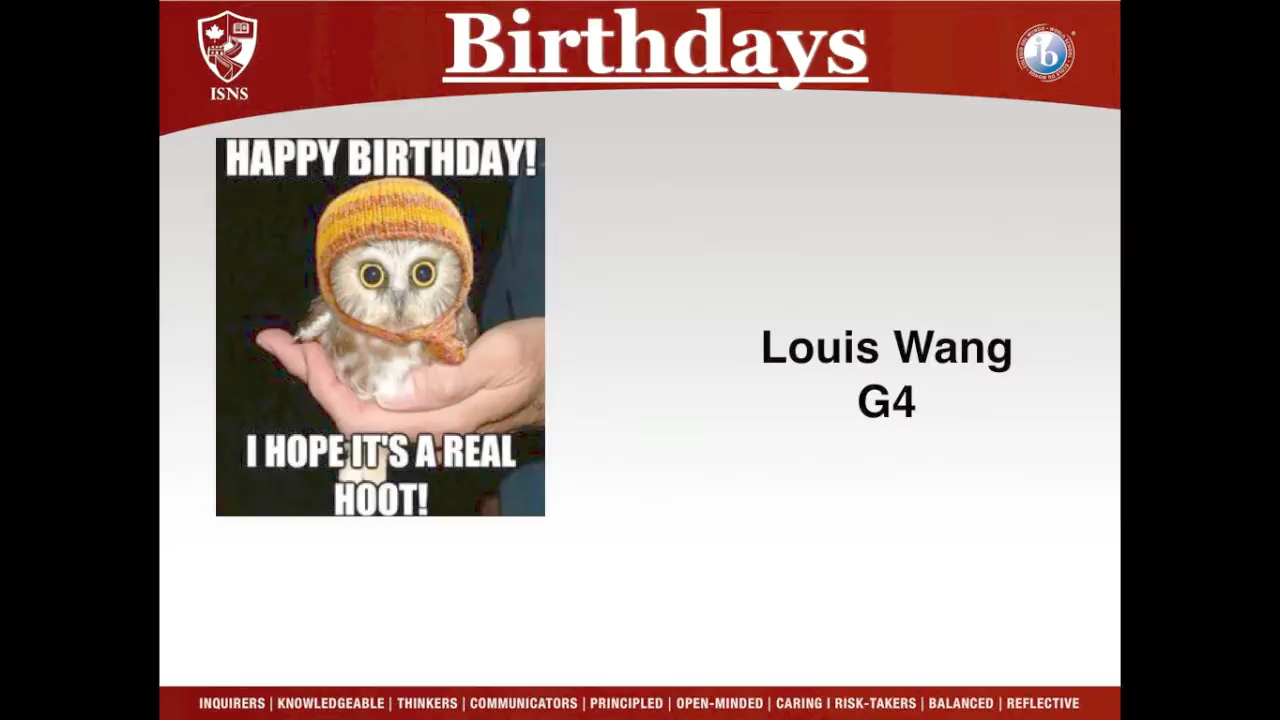 Birthdays
ISNS
ib
HAPPY BIRTHDAY!
I HOPE IT'S A REAL
HOOT!
Louis Wang
G4
INQUIRERS | KNOWLEDGEABLE | THINKERS | COMMUNICATORS | PRINCIPLED | OPEN-MINDED | CARING I RISK-TAKERS | BALANCED | REFLECTIVE